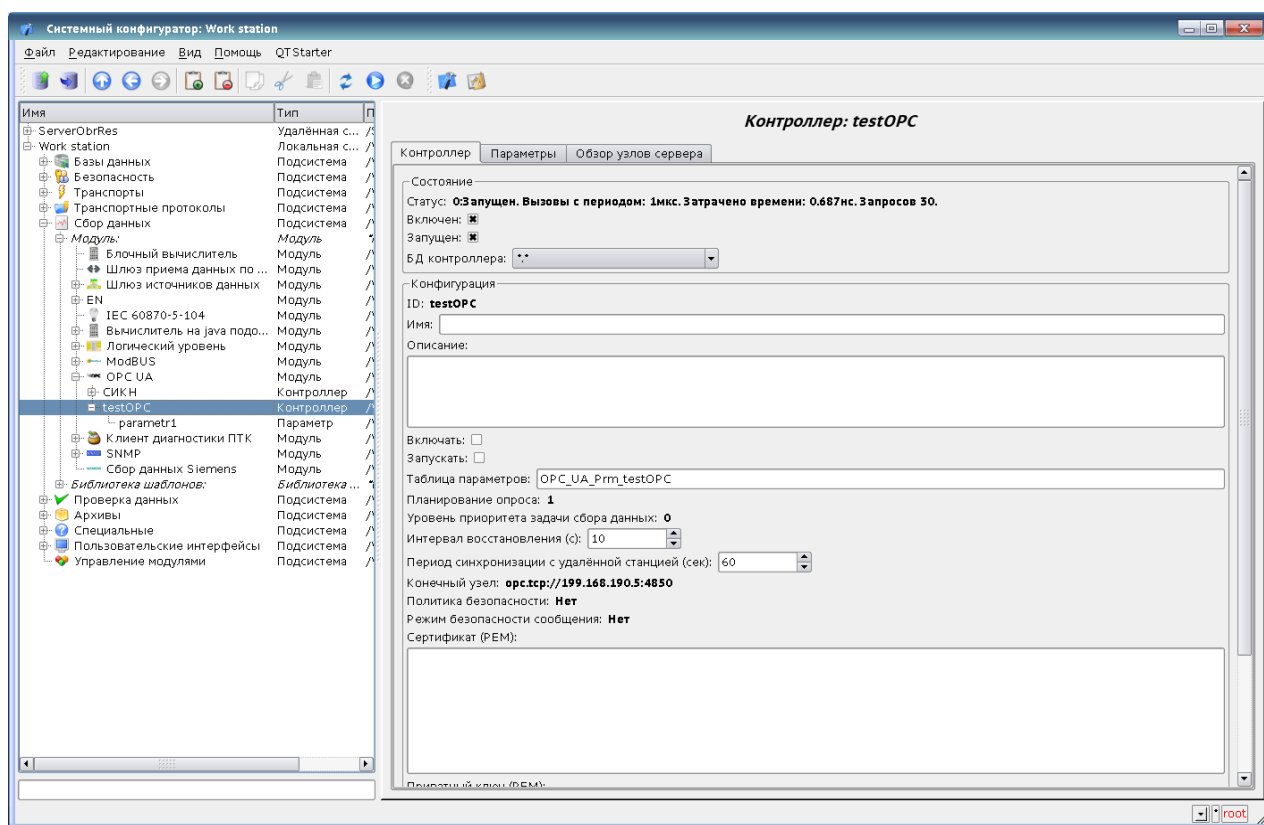 Системный конфигуратор: Work station
Файл Редактирование Вид Помощь QTStarter
Имя Тип П
ServerObrRes Удалённая с...
Work station Локальная с...
Базы данных Подсистема
Безопасность Подсистема
Транспорты Подсистема
Транспортные протоколы Подсистема
Сбор данных Подсистема
Модуль: Модуль
Блочный вычислитель Модуль
Шлюз приема данных по ... Модуль
Шлюз источников данных Модуль
EN Модуль
IEC 60870-5-104 Модуль
Вычислитель на java подо... Модуль
Логический уровень Модуль
ModBUS Модуль
OPC UA Модуль
СИКН Контроллер
testOPC Контроллер
parametr1 Параметр
Клиент диагностики ПТК Модуль
SNMP Модуль
Сбор данных Siemens Модуль
Библиотека шаблонов: Библиотека ...
Проверка данных Подсистема
Архивы Подсистема
Специальные Подсистема
Пользовательские интерфейсы Подсистема
Управление модулями Подсистема
Контроллер: testOPC
Контроллер Параметры Обзор узлов сервера
Состояние
Статус: 0:Запущен. Вызовы с периодом: 1мкс. Затрачено времени: 0.687нс. Запросов 30.
Включен:
Запущен:
БД контроллера: *.*
Конфигурация
ID: testOPC
Имя:
Описание:
Включать:
Запускать:
Таблица параметров: OPC_UA_Prm_testOPC
Планирование опроса: 1
Уровень приоритета задачи сбора данных: 0
Интервал восстановления (с): 10
Период синхронизации с удалённой станцией (сек): 60
Конечный узел: opc.tcp://199.168.190.5:4850
Политика безопасности: Нет
Режим безопасности сообщения: Нет
Сертификат (PEM):
Приватный ключ (PEM):
root